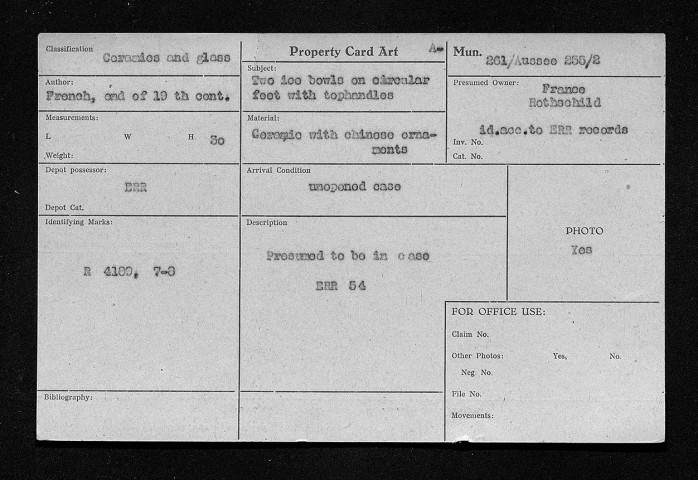 Classification
Ceramics and glass
Property Card Art
A-
Mun.
261/Aussee 255/2
Author:
French, end of 19 th cent.
Subject:
Two ice bowls on circular
feet with tophandles
Presumed Owner:
France
Rothschild
id.acc.to ERR records
Inv. No.
Cat. No.
Measurements:
L W H 30
Weight:
Material:
Ceramic with chinese orna-
ments
Depot possessor:
ERR
Depot Cat.
Arrival Condition
unopened case
PHOTO
Yes
Identifying Marks:
R 4189, 7-8
Description
Presumed to be in case
ERR 54
FOR OFFICE USE:
Claim No.
Other Photos: Yes, No.
Neg No.
File No.
Movements:
Bibliography: